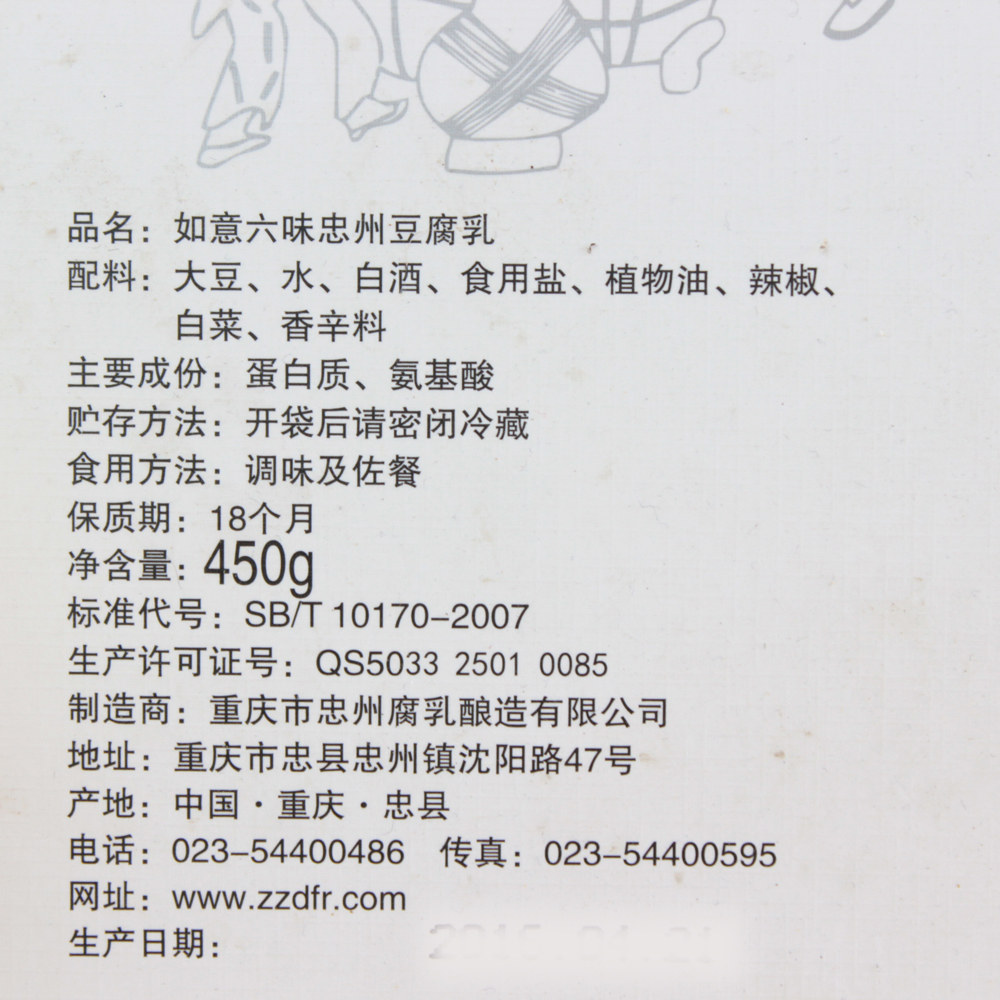 品名：如意六味忠州豆腐乳
配料：大豆、水、白酒、食用盐、植物油、辣椒、
白菜、香辛料
主要成份：蛋白质、氨基酸
贮存方法：开袋后请密闭冷藏
食用方法：调味及佐餐
保质期：18个月
净含量：450g
标准代号：SB/T 10170-2007
生产许可证号：QS5033 2501 0085
制造商：重庆市忠州腐乳酿造有限公司
地址：重庆市忠县忠州镇沈阳路47号
产地：中国·重庆·忠县
电话：023-54400486 传真：023-54400595
网址：www.zzdfr.com
生产日期：